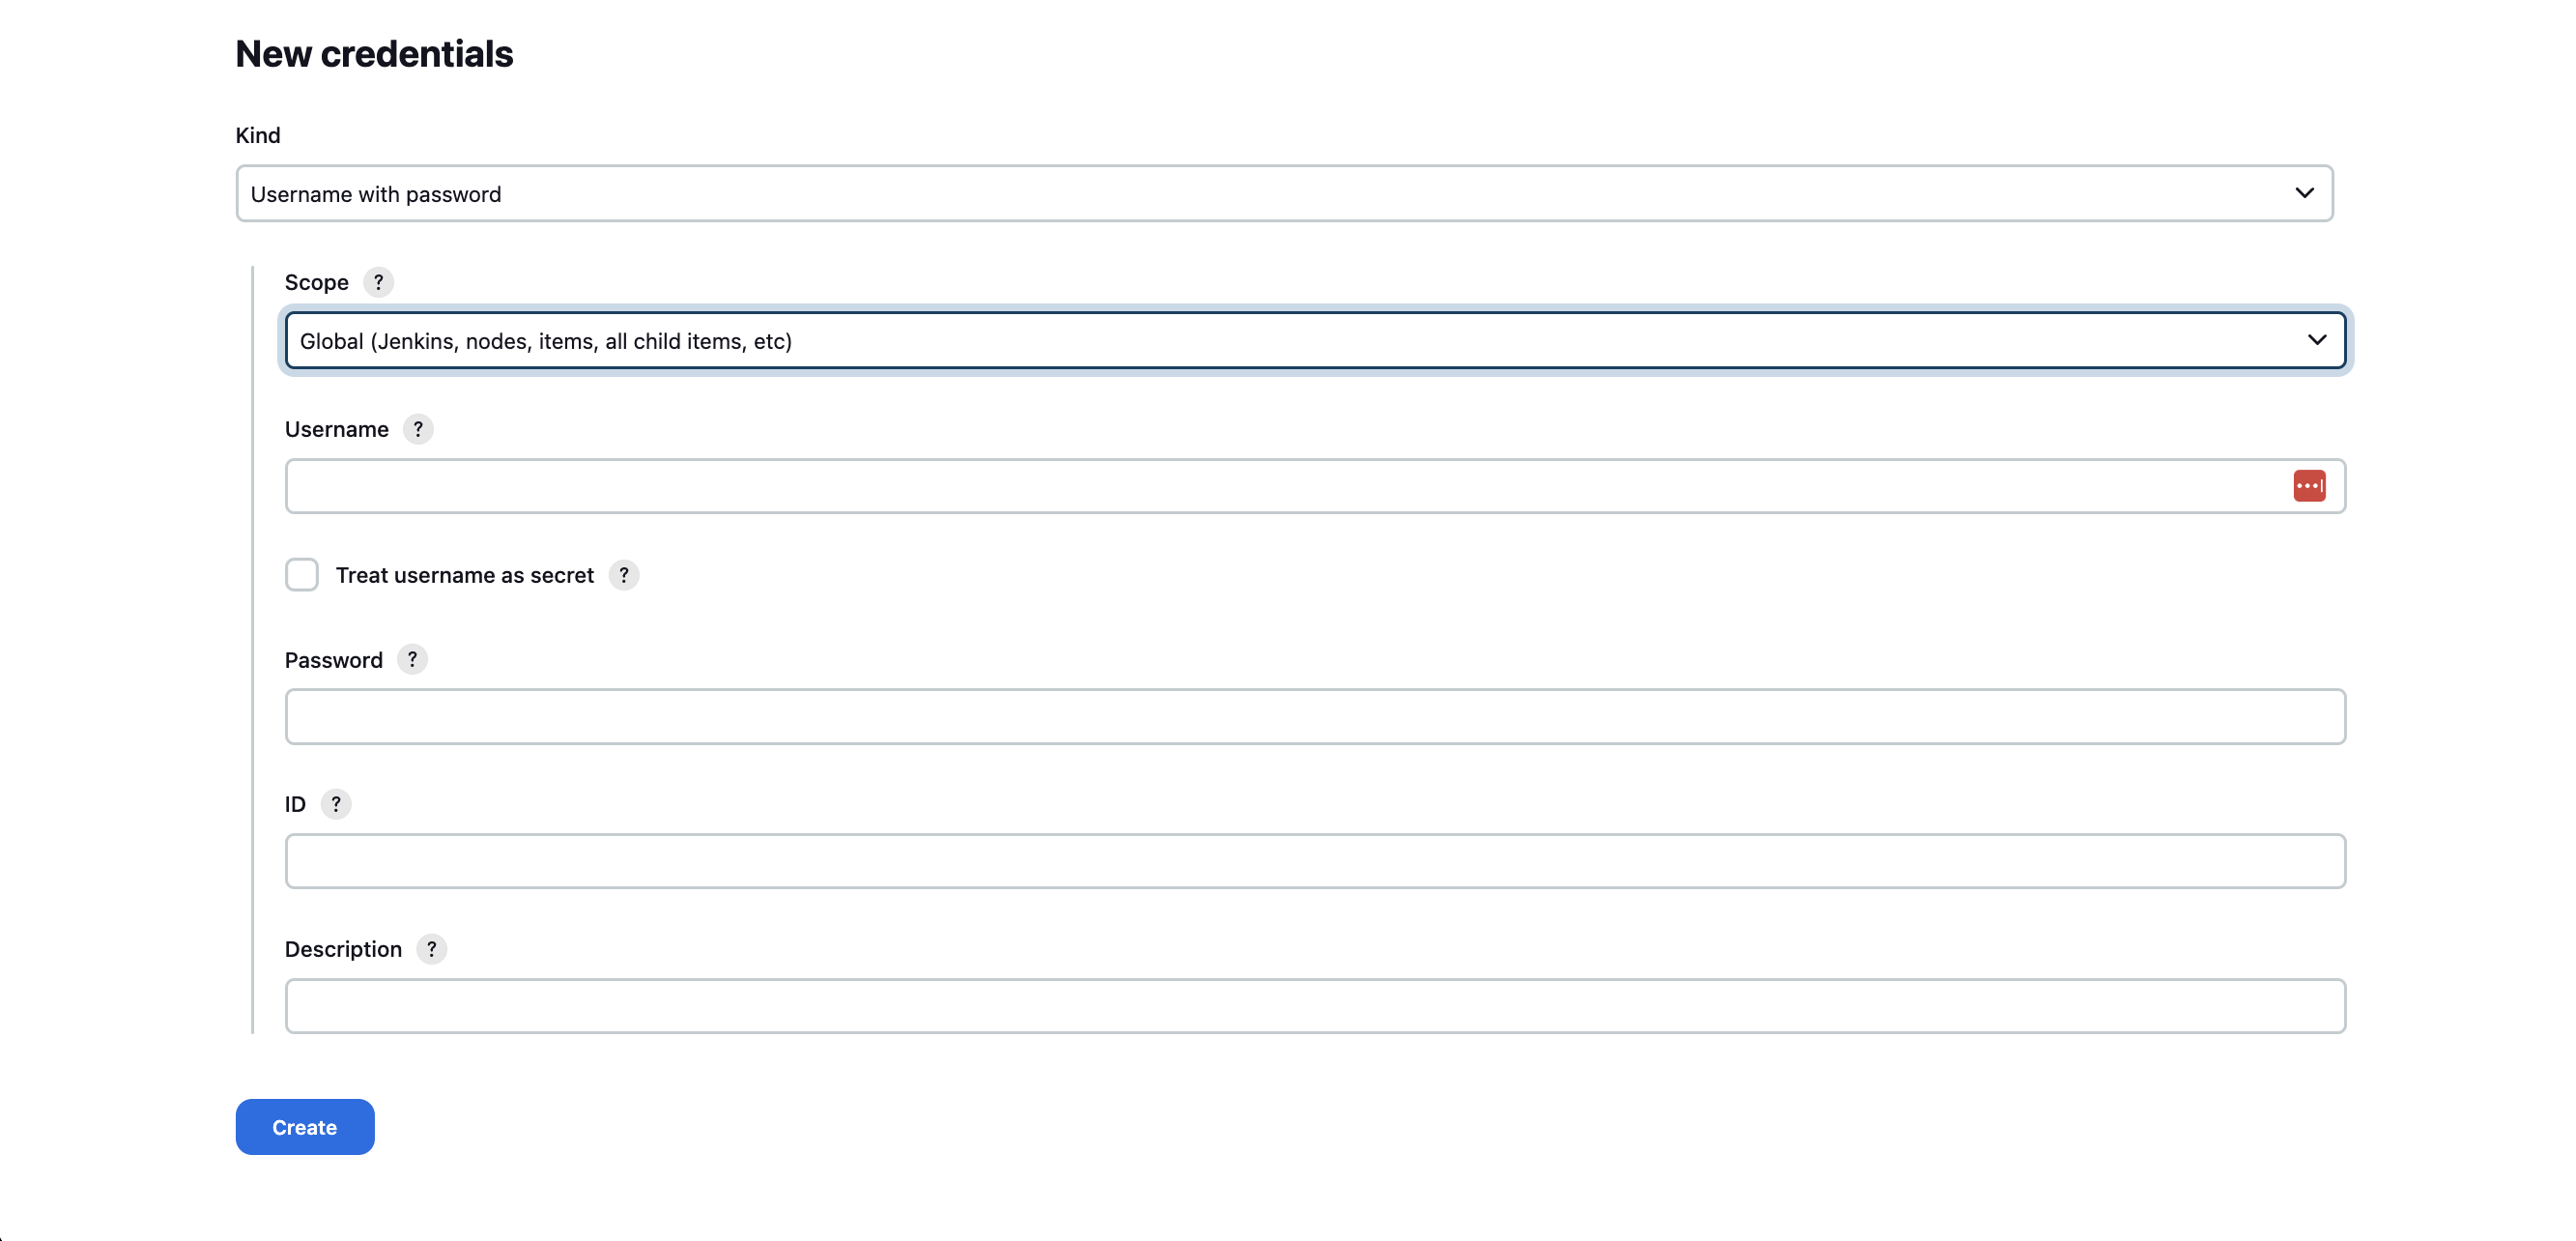 New credentials
Kind
Username with password
Scope ?
Global (Jenkins, nodes, items, all child items, etc)
Username ?
Treat username as secret ?
Password ?
ID ?
Description ?
Create